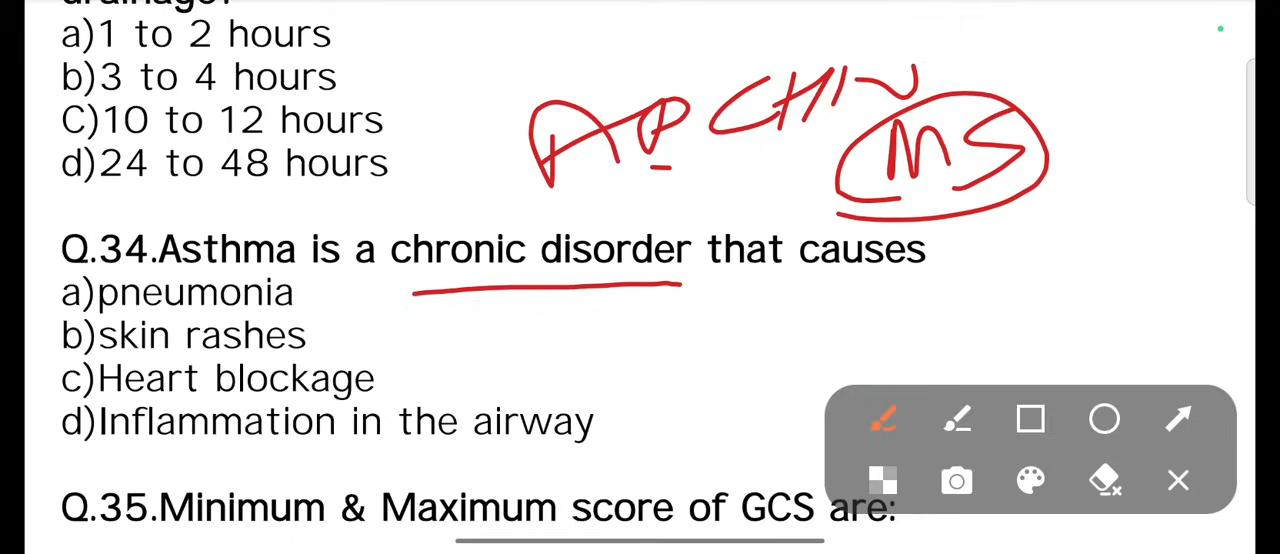 a)1 to 2 hours
b)3 to 4 hours
C)10 to 12 hours
d)24 to 48 hours
MS
Q.34.Asthma is a chronic disorder that causes
a)pneumonia
b)skin rashes
c)Heart blockage
d)Inflammation in the airway
Q.35.Minimum & Maximum score of GCS are: